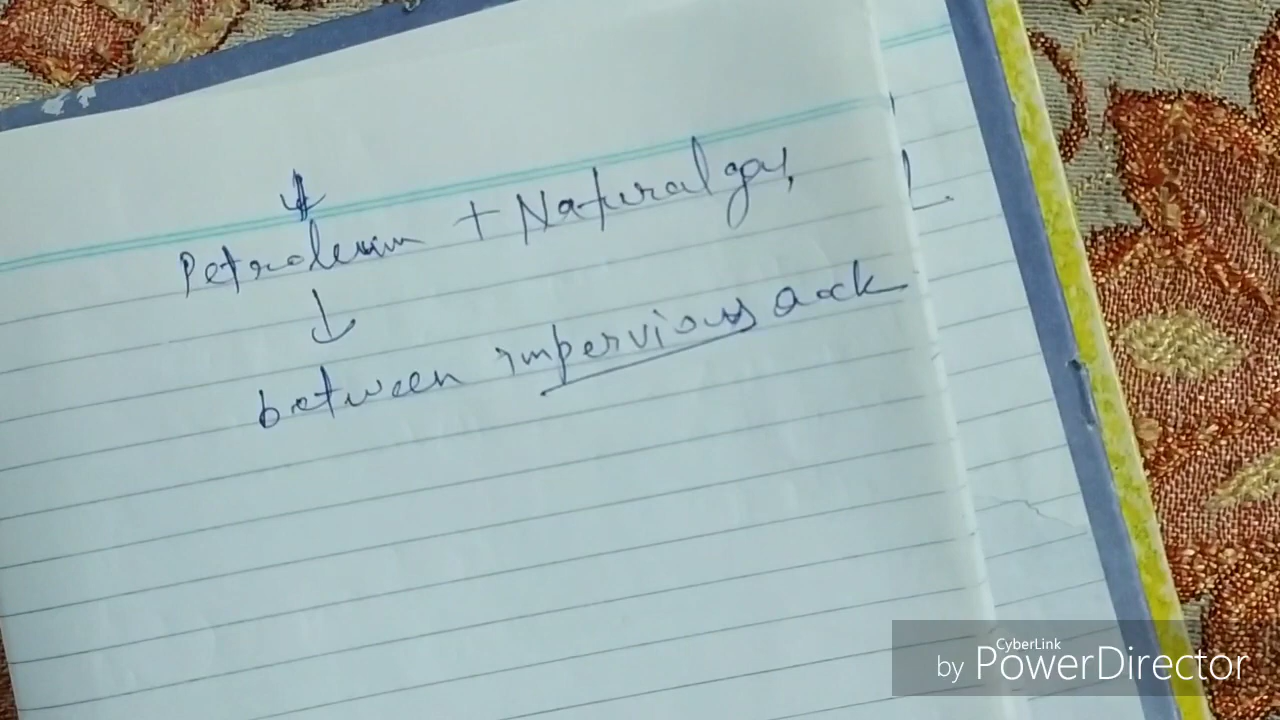 ↓
Petroleum + Natural gas,
↓
between impervious rock
CyberLink
by PowerDirector